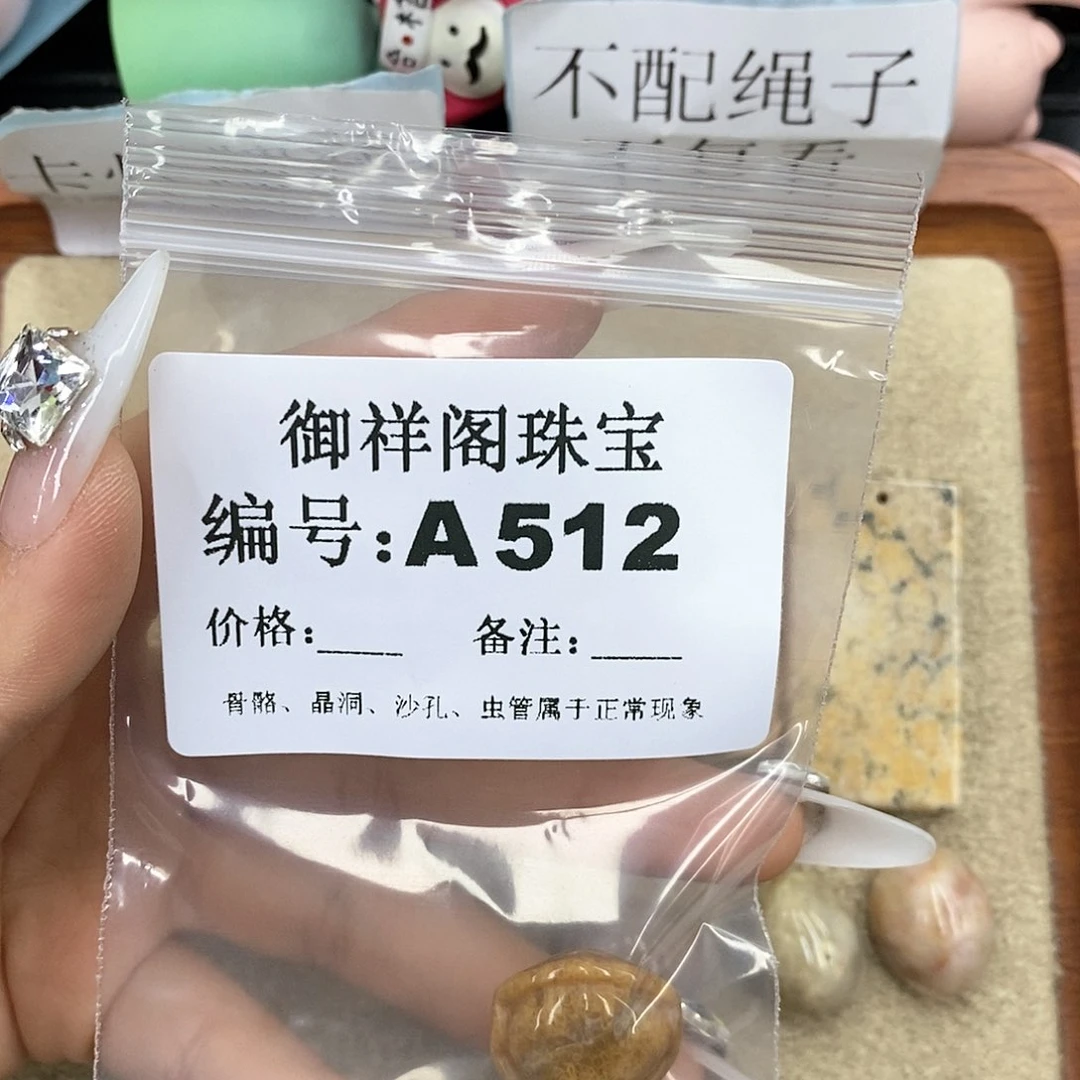 不配绳子
御祥阁珠宝
编号:A512
价格:____ 备注:____
骨骼、晶洞、沙孔、虫管属于正常现象